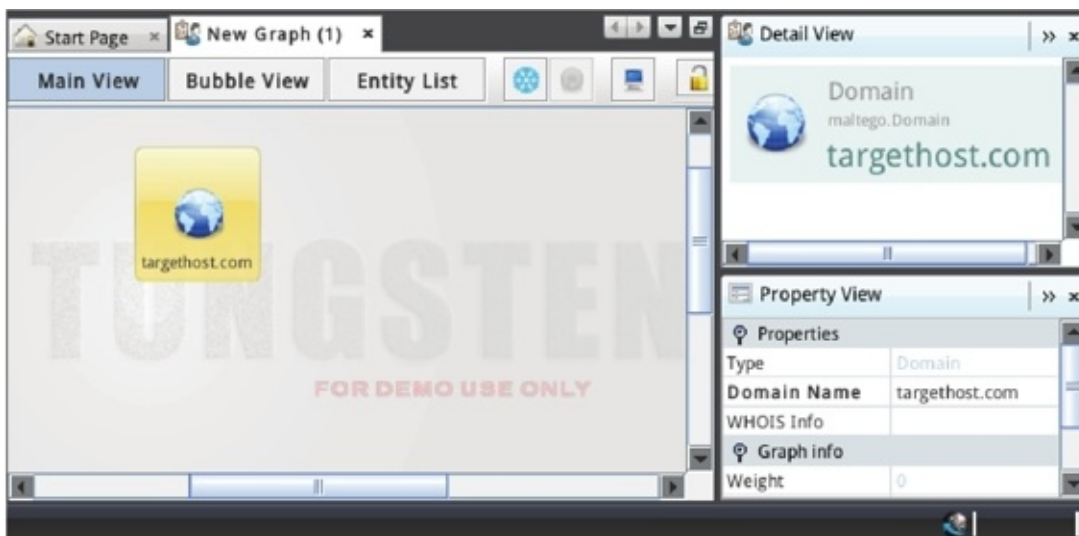 Start Page
New Graph (1)
Main View
Bubble View
Entity List
targethost.com
TUNGSTEN
FOR DEMO USE ONLY
Detail View
Domain
maltego.Domain
targethost.com
Property View
Properties
Type Domain
Domain Name targethost.com
WHOIS Info
Graph info
Weight 0